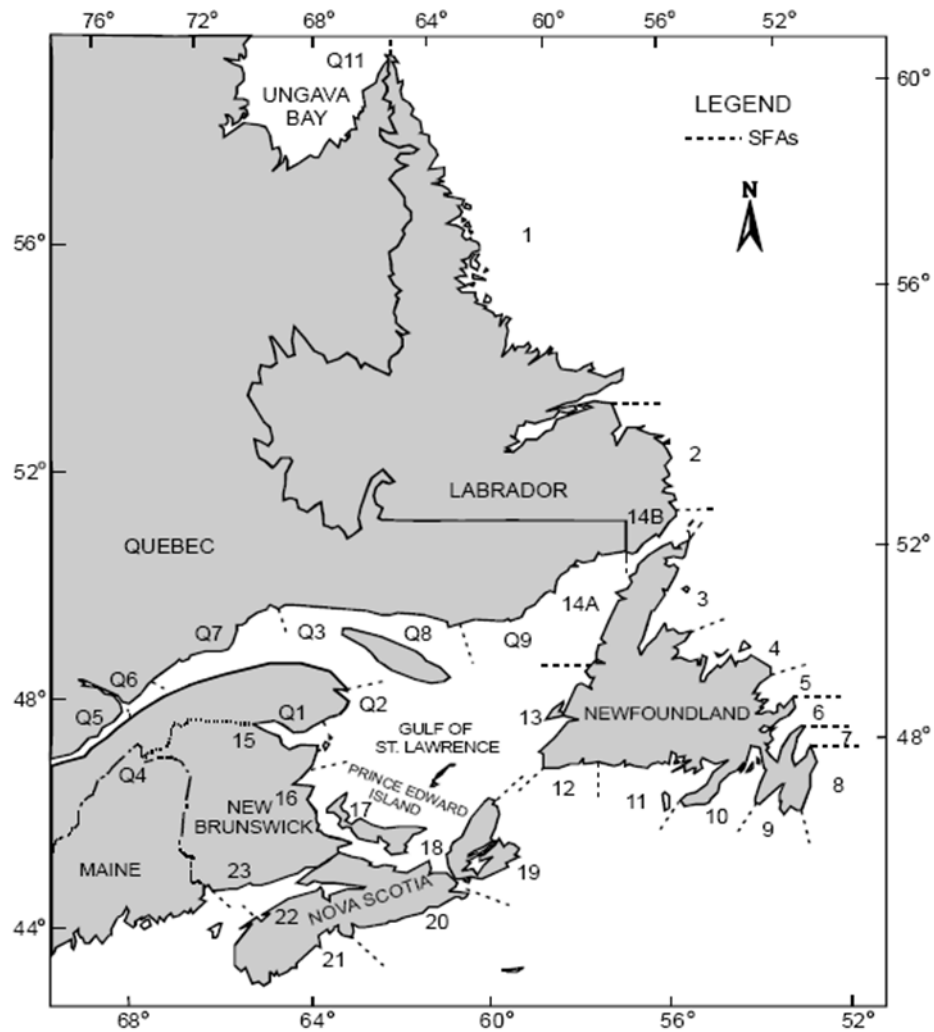 76° 72° 68° 64° 60° 56° 52°
Q11
60°
UNGAVA
BAY
LEGEND
SFAs
N
1
56°
56°
2
52°
LABRADOR
14B
QUEBEC
52°
14A
3
Q7
Q3
Q8
Q9
4
Q6
5
48°
Q5
Q2
Q1
13
NEWFOUNDLAND
6
7
48°
15
GULF OF
ST. LAWRENCE
Q4
PRINCE EDWARD
ISLAND
12
11
8
16
17
10
9
NEW
BRUNSWICK
18
MAINE
23
19
NOVA SCOTIA
22
20
44°
21
68° 64° 60° 56° 52°